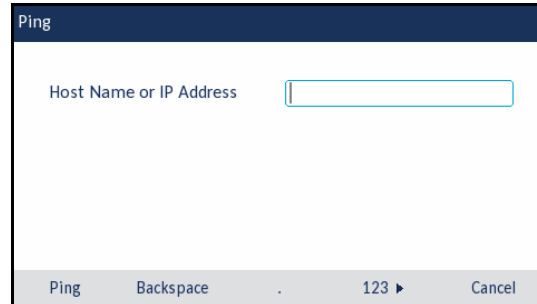 Ping
Host Name or IP Address
Ping Backspace . 123 ▶ Cancel